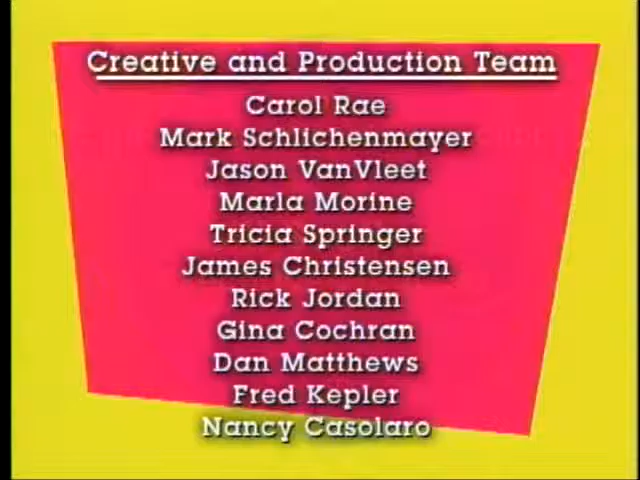 Creative and Production Team
Carol Rae
Mark Schlichenmayer
Jason VanVleet
Marla Morine
Tricia Springer
James Christensen
Rick Jordan
Gina Cochran
Dan Matthews
Fred Kepler
Nancy Casolaro